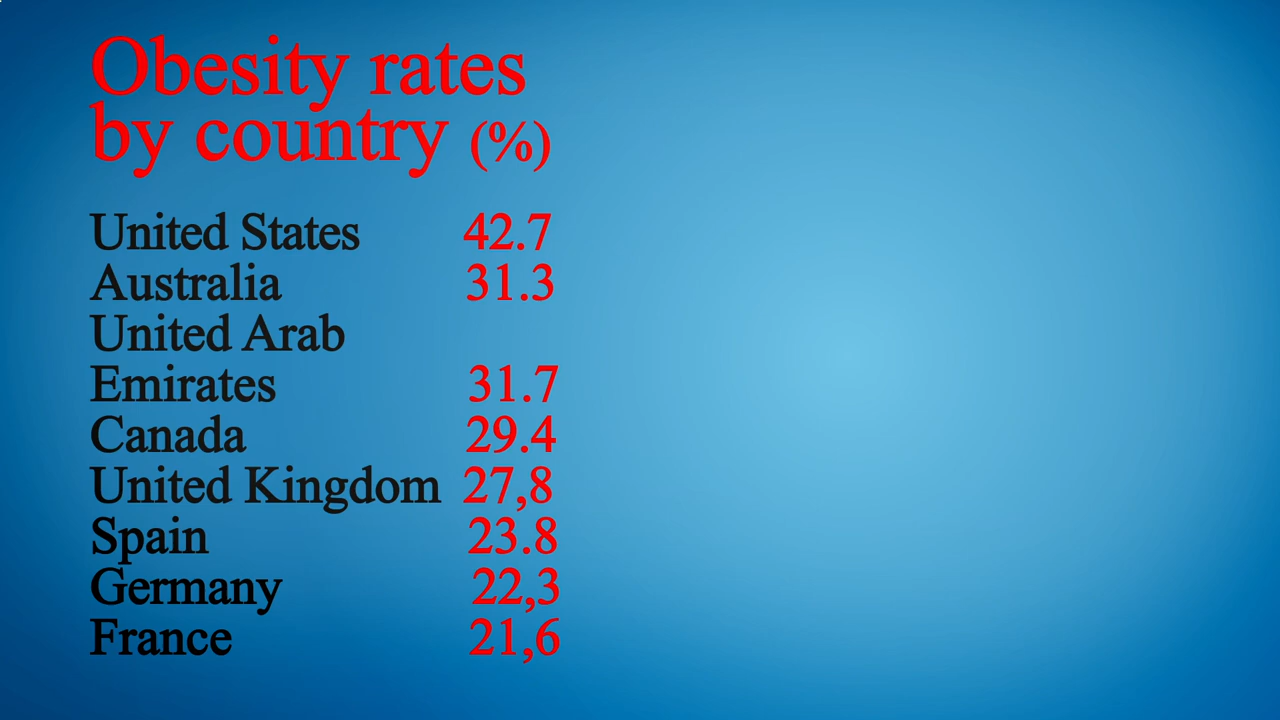 Obesity rates
by country (%)
United States 42.7
Australia 31.3
United Arab
Emirates 31.7
Canada 29.4
United Kingdom 27,8
Spain 23.8
Germany 22,3
France 21,6